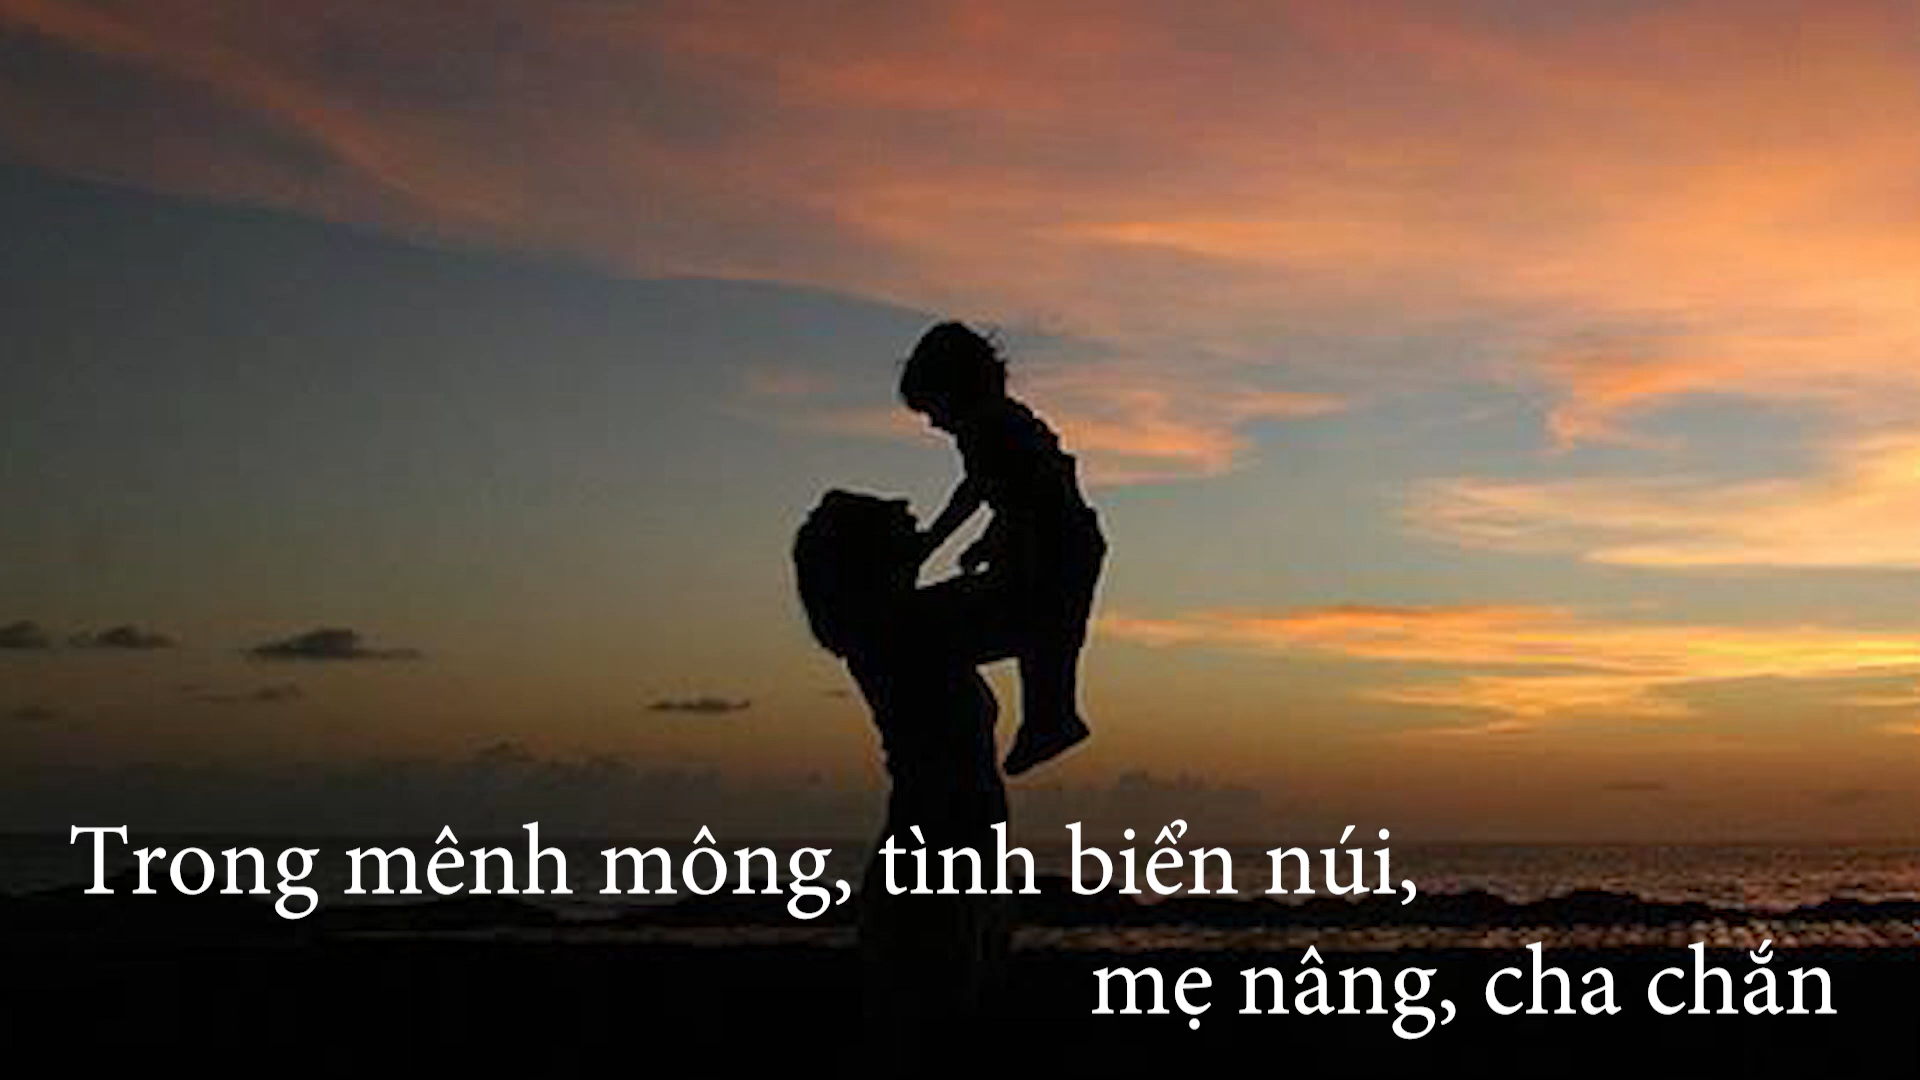 Trong mênh mông, tình biển núi,
mẹ nâng, cha chắn